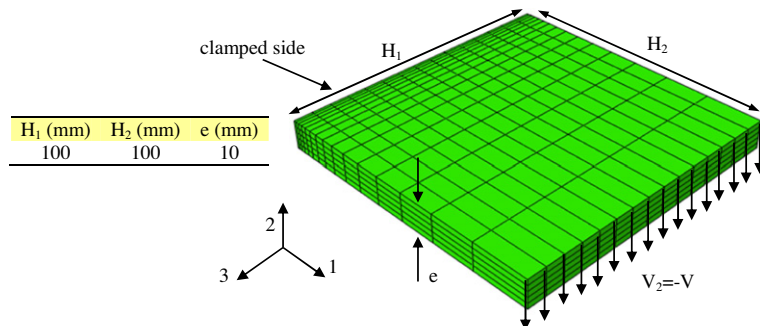 clamped side
H₁
H₂
H₁ (mm) H₂ (mm) e (mm)
100 100 10
2
3
1
e
V₂=-V